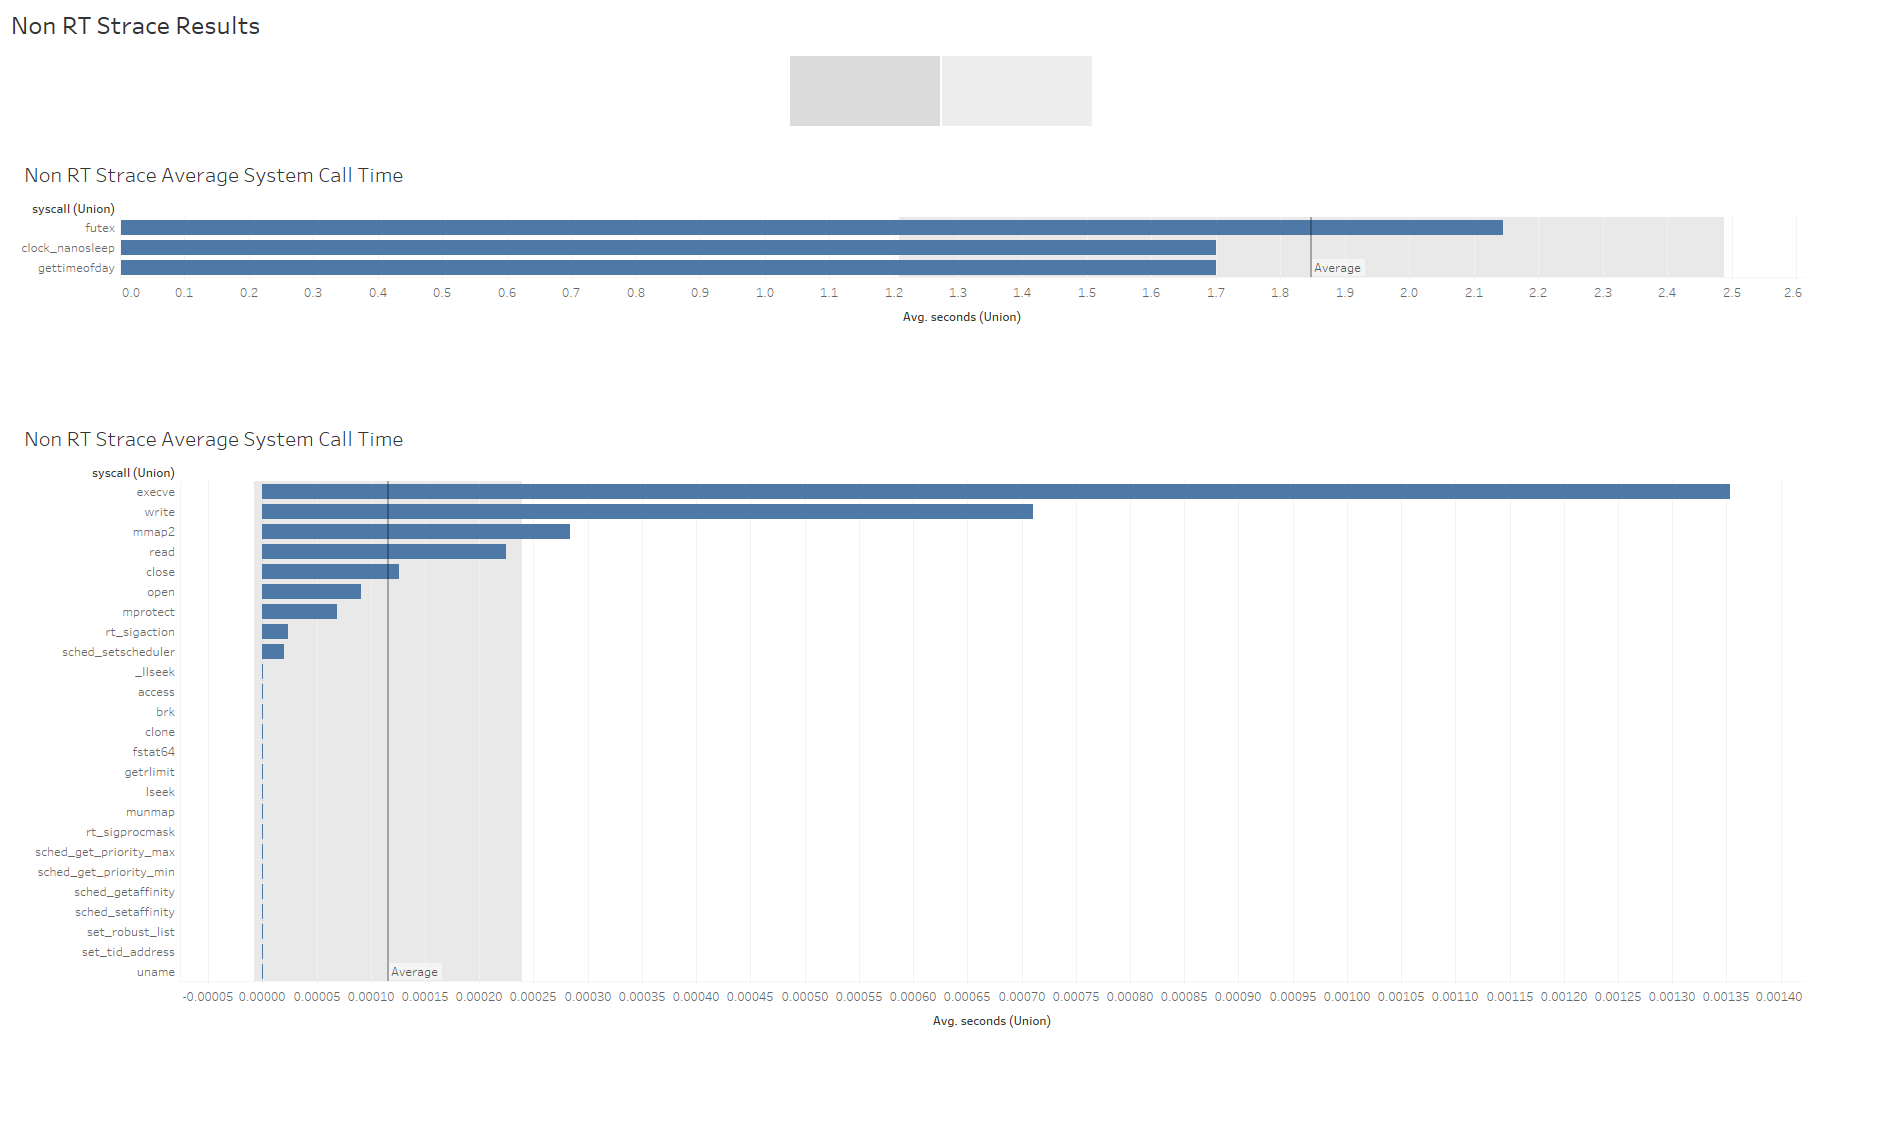 Non RT Strace Results
Non RT Strace Average System Call Time
syscall (Union)
futex
clock_nanosleep
gettimeofday
Average
0.0 0.1 0.2 0.3 0.4 0.5 0.6 0.7 0.8 0.9 1.0 1.1 1.2 1.3 1.4 1.5 1.6 1.7 1.8 1.9 2.0 2.1 2.2 2.3 2.4 2.5 2.6
Avg. seconds (Union)
Non RT Strace Average System Call Time
syscall (Union)
execve
write
mmap2
read
close
open
mprotect
rt_sigaction
sched_setscheduler
_llseek
access
brk
clone
fstat64
getrlimit
lseek
munmap
rt_sigprocmask
sched_get_priority_max
sched_get_priority_min
sched_getaffinity
sched_setaffinity
set_robust_list
set_tid_address
uname
Average
-0.00005 0.00000 0.00005 0.00010 0.00015 0.00020 0.00025 0.00030 0.00035 0.00040 0.00045 0.00050 0.00055 0.00060 0.00065 0.00070 0.00075 0.00080 0.00085 0.00090 0.00095 0.00100 0.00105 0.00110 0.00115 0.00120 0.00125 0.00130 0.00135 0.00140
Avg. seconds (Union)